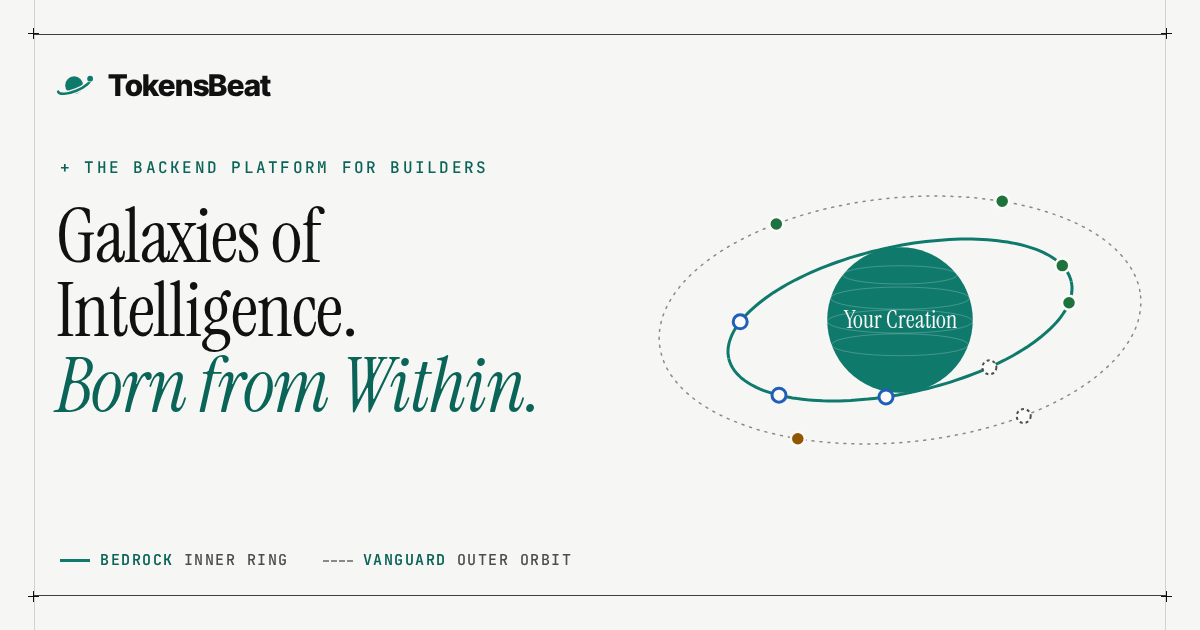 TokensBeat
+ THE BACKEND PLATFORM FOR BUILDERS
Galaxies of
Intelligence.
Born from Within.
Your Creation
BEDROCK INNER RING
VANGUARD OUTER ORBIT